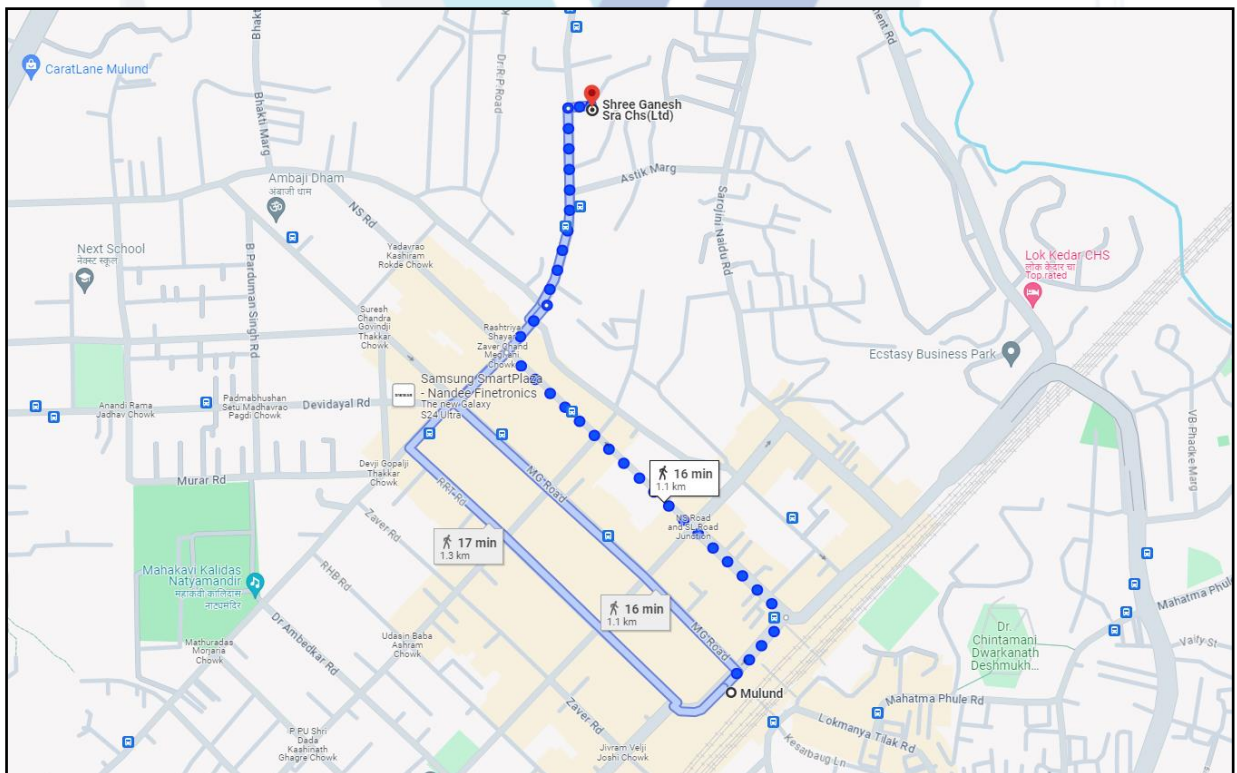 CaratLane Mulund
Bhakti Marg
Bhakti
Dr R P Road
Shree Ganesh
Sra Chs(Ltd)
ment Rd
Astik Marg
Sarojini Naidu Rd
Ambaji Dham
अंबाजी धाम
NS Rd
Yadavrao
Kashiram
Rokde Chowk
Next School
नेक्स्ट स्कूल
B Parduman Singh Rd
Lok Kedar CHS
लोक केदार चा
Top rated
Suresh
Chandra
Govindji
Thakkar
Chowk
Rashtriya
Shayar
Zaver Chand
Meghani
Chowk
Ecstasy Business Park
Samsung SmartPlaza
- Nandee Finetronics
The new Galaxy
S24 Ultra
Anandi Rama
Jadhav Chowk
Padmabhushan
Setu Madhavrao
Pagdi Chowk
Devidayal Rd
VB Phadke Marg
Devji Gopalji
Thakkar
Chowk
Murar Rd
MG Road
RRT Rd
16 min
1.1 km
NS Road
and SL Road
Junction
Zaver Rd
17 min
1.3 km
RHB Rd
Mahakavi Kalidas
Natyamandir
महाकवी कालिदास
नाट्यमंदिर
16 min
1.1 km
MG Road
Mahatma Phule
Mathuradas
Morjaria
Chowk
Dr Ambedkar Rd
Udasin Baba
Ashram
Chowk
Dr.
Chintamani
Dwarkanath
Deshmukh...
Vaity St
Mulund
Mahatma Phule Rd
Zaver Rd
Lokmanya Tilak Rd
P.PU Shri
Dada
Kashinath
Ghagre Chowk
Jivram Velji
Joshi Chowk
Kesarbaug Ln